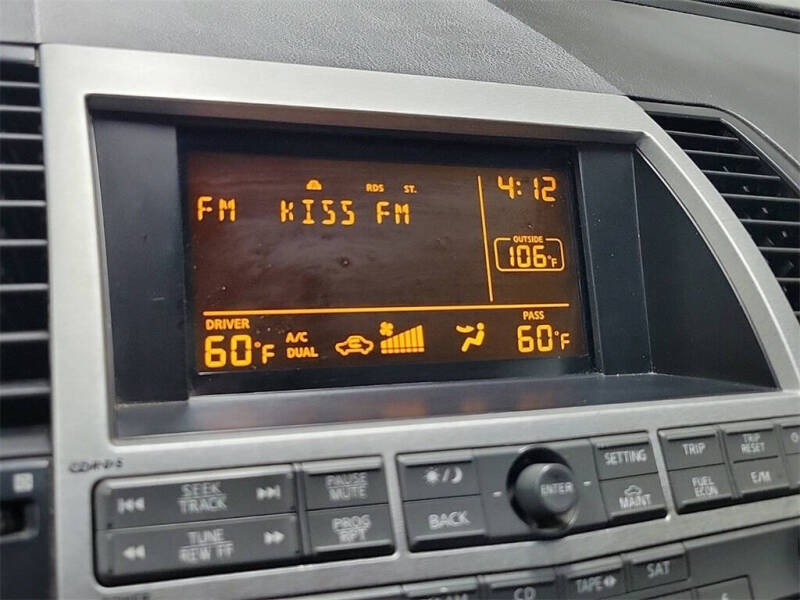 RDS ST. 4:12
FM KISS FM
OUTSIDE
106°F
DRIVER PASS
60°F A/C DUAL 60°F
SEEK
TRACK
PAUSE
MUTE
SETTING
TRIP
TRIP
RESET
TUNE
REW FF
PROG
RPT
BACK
ENTER
MAINT
FUEL
ECON
E/M
CD
TAPE
SAT